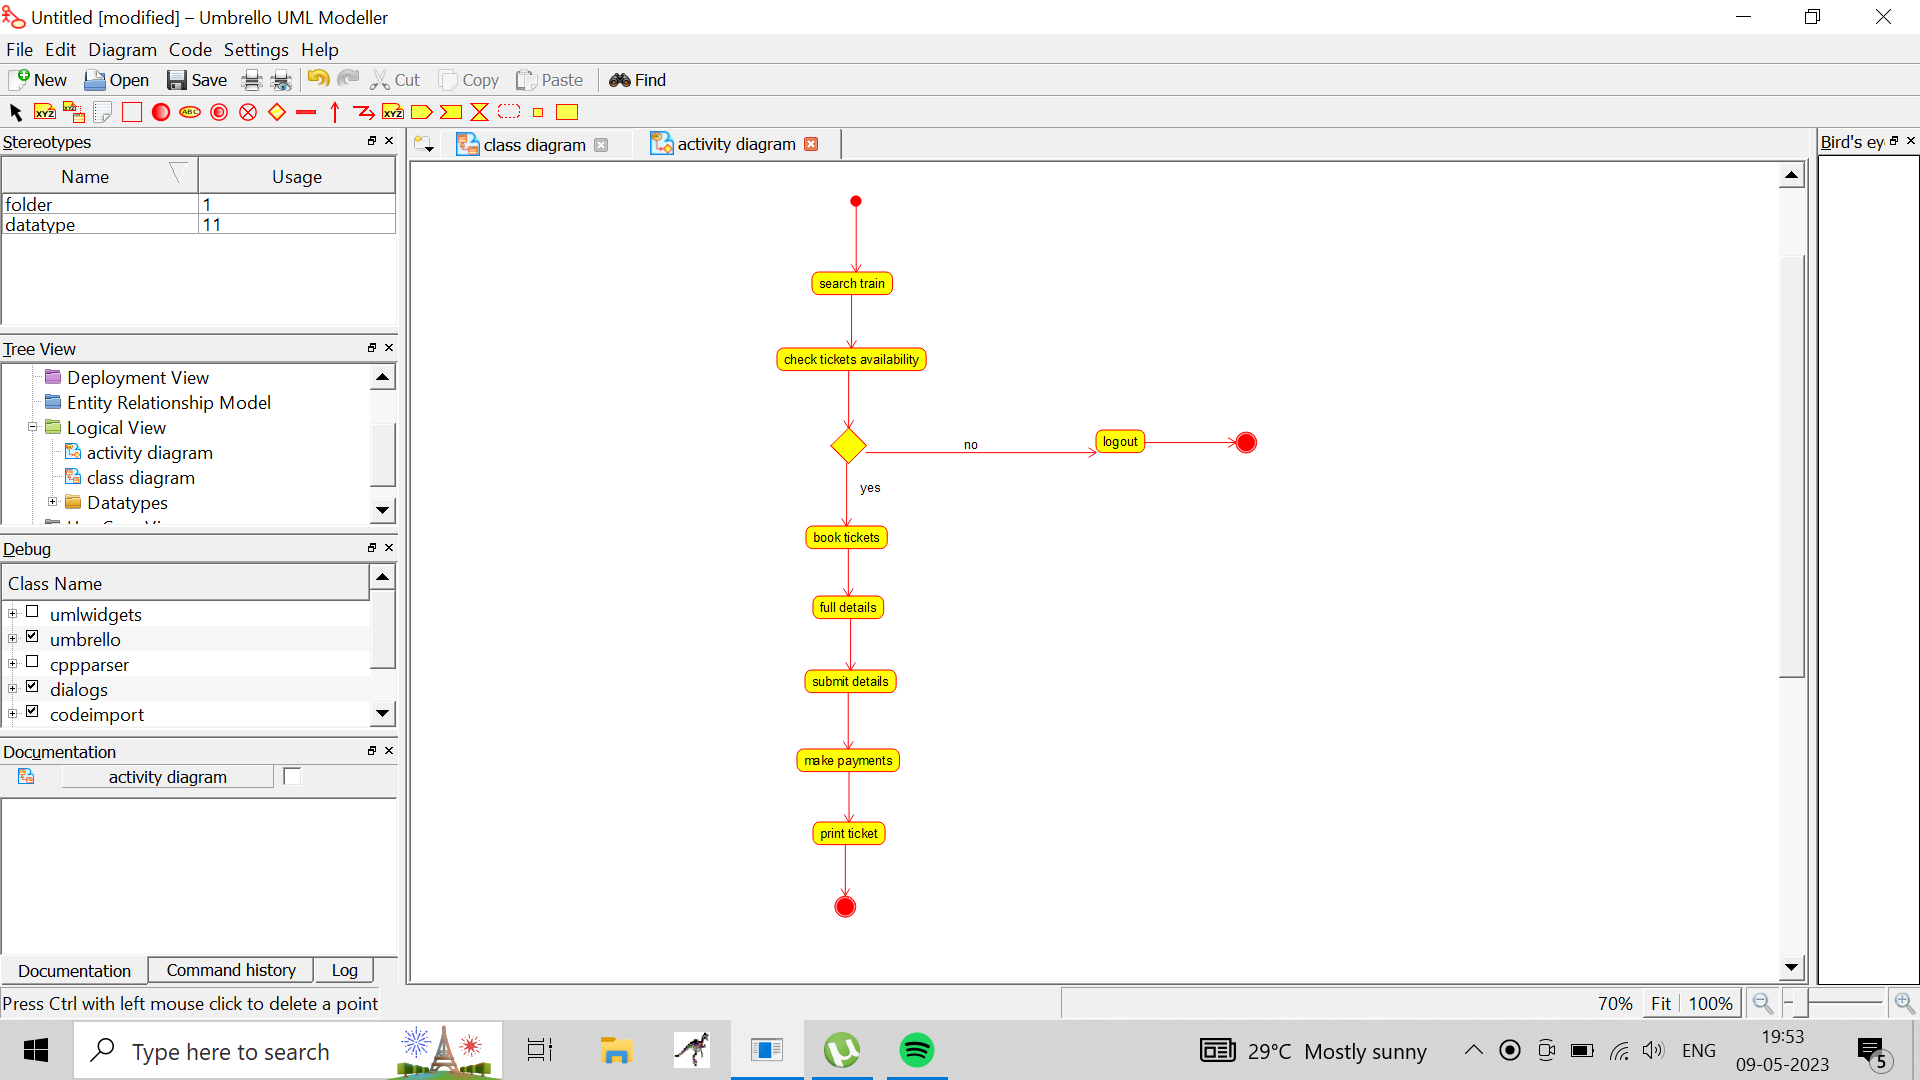 Untitled [modified] – Umbrello UML Modeller
File Edit Diagram Code Settings Help
New Open Save Cut Copy Paste Find
XYZ XYZ ABC XYZ
Stereotypes
Name Usage
folder 1
datatype 11
Tree View
Deployment View
Entity Relationship Model
Logical View
activity diagram
class diagram
Datatypes
Debug
Class Name
umlwidgets
umbrello
cppparser
dialogs
codeimport
Documentation
activity diagram
Documentation Command history Log
Press Ctrl with left mouse click to delete a point
class diagram activity diagram
search train
check tickets availability
no
logout
yes
book tickets
full details
submit details
make payments
print ticket
Bird's ey
70% Fit 100%
Type here to search
29°C Mostly sunny
ENG
19:53
09-05-2023
5